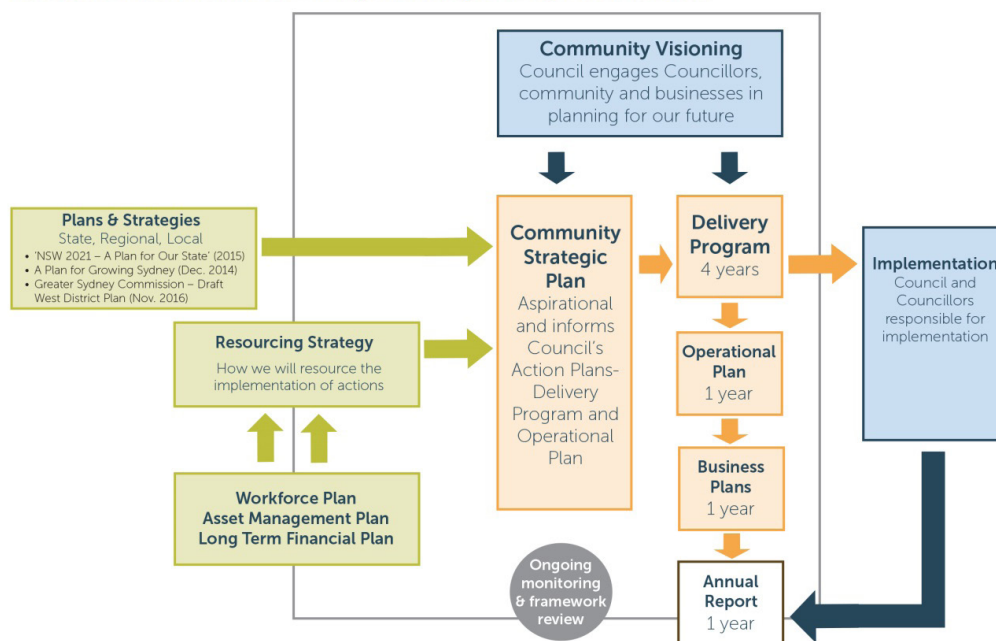 Community Visioning
Council engages Councillors,
community and businesses in
planning for our future
Plans & Strategies
State, Regional, Local
• 'NSW 2021 – A Plan for Our State' (2015)
• A Plan for Growing Sydney (Dec. 2014)
• Greater Sydney Commission – Draft
West District Plan (Nov. 2016)
Resourcing Strategy
How we will resource the
implementation of actions
Workforce Plan
Asset Management Plan
Long Term Financial Plan
Community
Strategic
Plan
Aspirational
and informs
Council's
Action Plans-
Delivery
Program and
Operational
Plan
Delivery
Program
4 years
Operational
Plan
1 year
Business
Plans
1 year
Annual
Report
1 year
Implementation
Council and
Councillors
responsible for
implementation
Ongoing
monitoring
& framework
review